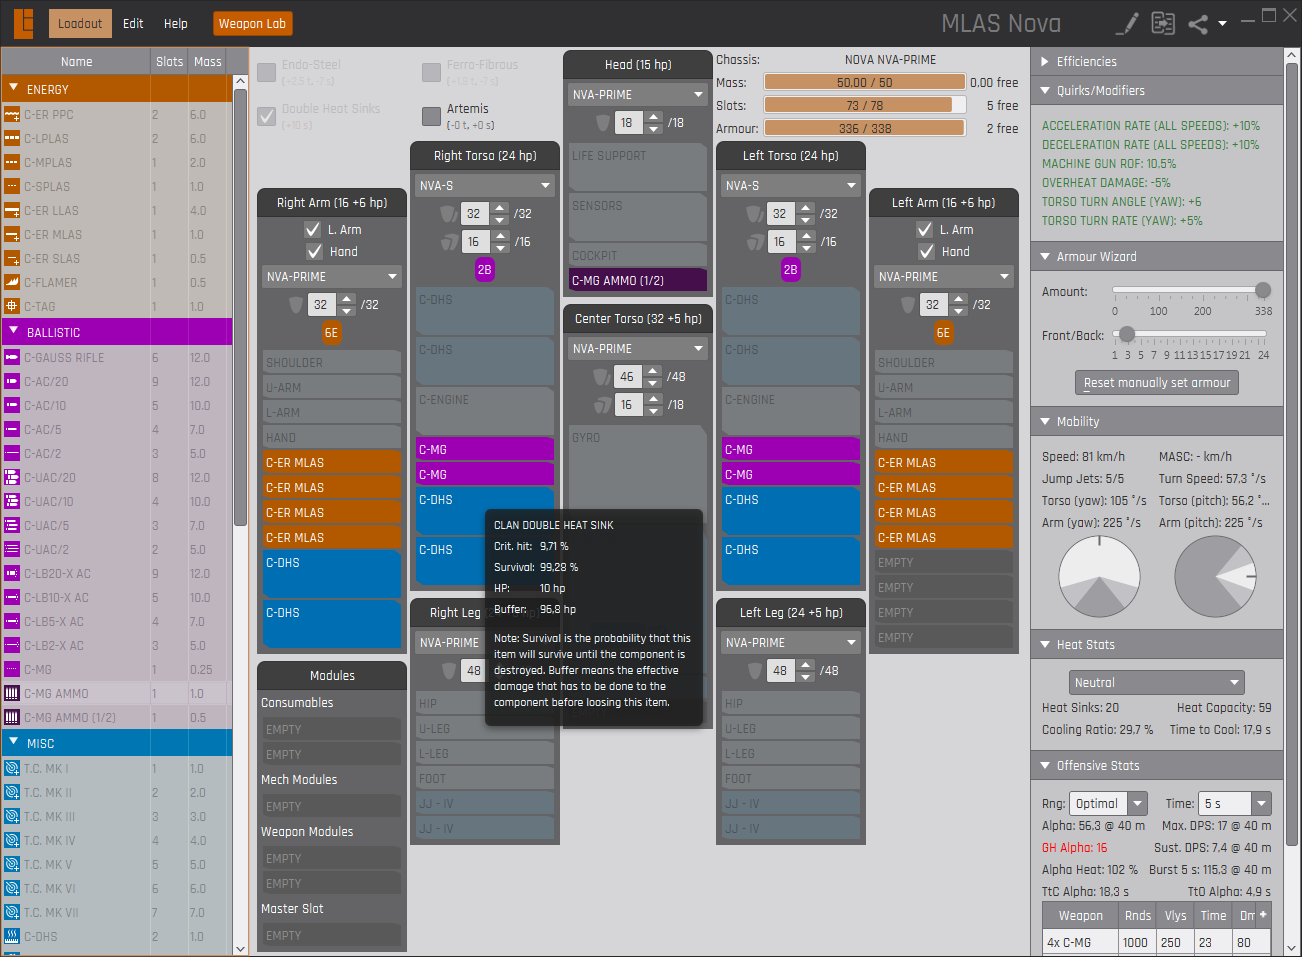 Loadout Edit Help Weapon Lab
MLAS Nova
Name Slots Mass
ENERGY
C-ER PPC 2 6.0
C-LPLAS 2 6.0
C-MPLAS 1 2.0
C-SPLAS 1 1.0
C-ER LLAS 1 4.0
C-ER MLAS 1 1.0
C-ER SLAS 1 0.5
C-FLAMER 1 0.5
C-TAG 1 1.0
BALLISTIC
C-GAUSS RIFLE 6 12.0
C-AC/20 9 12.0
C-AC/10 5 10.0
C-AC/5 4 7.0
C-AC/2 3 5.0
C-UAC/20 8 12.0
C-UAC/10 4 10.0
C-UAC/5 3 7.0
C-UAC/2 2 5.0
C-LB20-X AC 9 12.0
C-LB10-X AC 5 10.0
C-LB5-X AC 4 7.0
C-LB2-X AC 3 5.0
C-MG 1 0.25
C-MG AMMO 1 1.0
C-MG AMMO (1/2) 1 0.5
MISC
T.C. MK I 1 1.0
T.C. MK II 2 2.0
T.C. MK III 3 3.0
T.C. MK IV 4 4.0
T.C. MK V 5 5.0
T.C. MK VI 6 6.0
T.C. MK VII 7 7.0
C-DHS 2 1.0
Endo-Steel
(+2.5 t, -7 s)
Ferro-Fibrous
(+1.6 t, -7 s)
Double Heat Sinks
(+10 s)
Artemis
(-0 t, +0 s)
Right Arm (16 +6 hp)
L. Arm
Hand
NVA-PRIME
32 /32
6E
SHOULDER
U-ARM
L-ARM
HAND
C-ER MLAS
C-ER MLAS
C-ER MLAS
C-ER MLAS
C-DHS
C-DHS
Modules
Consumables
EMPTY
EMPTY
Mech Modules
EMPTY
Weapon Modules
EMPTY
EMPTY
Master Slot
EMPTY
Right Torso (24 hp)
NVA-S
32 /32
16 /16
2B
C-DHS
C-DHS
C-ENGINE
C-MG
C-MG
C-DHS
C-DHS
Right Leg
NVA-PRIME
48
HIP
U-LEG
L-LEG
FOOT
JJ - IV
JJ - IV
Head (15 hp)
NVA-PRIME
18 /18
LIFE SUPPORT
SENSORS
COCKPIT
C-MG AMMO (1/2)
Center Torso (32 +5 hp)
NVA-PRIME
46 /48
16 /18
GYRO
CLAN DOUBLE HEAT SINK
Crit. hit: 9,71 %
Survival: 99,28 %
HP: 10 hp
Buffer: 96,8 hp
Note: Survival is the probability that this
item will survive until the component is
destroyed. Buffer means the effective
damage that has to be done to the
component before loosing this item.
Chassis: NOVA NVA-PRIME
Mass: 50,00 / 50 0,00 free
Slots: 73 / 78 5 free
Armour: 336 / 338 2 free
Left Torso (24 hp)
NVA-S
32 /32
16 /16
2B
C-DHS
C-DHS
C-ENGINE
C-MG
C-MG
C-DHS
C-DHS
Left Leg (24 +5 hp)
NVA-PRIME
48 /48
HIP
U-LEG
L-LEG
FOOT
JJ - IV
JJ - IV
Left Arm (16 +6 hp)
L. Arm
Hand
NVA-PRIME
32 /32
6E
SHOULDER
U-ARM
L-ARM
HAND
C-ER MLAS
C-ER MLAS
C-ER MLAS
C-ER MLAS
EMPTY
EMPTY
EMPTY
EMPTY
Efficiencies
Quirks/Modifiers
ACCELERATION RATE (ALL SPEEDS): +10%
DECELERATION RATE (ALL SPEEDS): +10%
MACHINE GUN ROF: 10,5%
OVERHEAT DAMAGE: -5%
TORSO TURN ANGLE (YAW): +6
TORSO TURN RATE (YAW): +5%
Armour Wizard
Amount:
0 100 200 338
Front/Back:
1 3 5 7 9 11 13 15 17 19 21 24
Reset manually set armour
Mobility
Speed: 81 km/h MASC: - km/h
Jump Jets: 5/5 Turn Speed: 57,3 °/s
Torso (yaw): 105 °/s Torso (pitch): 56,2 °...
Arm (yaw): 225 °/s Arm (pitch): 225 °/s
Heat Stats
Neutral
Heat Sinks: 20 Heat Capacity: 59
Cooling Ratio: 29,7 % Time to Cool: 17,9 s
Offensive Stats
Rng: Optimal Time: 5 s
Alpha: 56,3 @ 40 m Max. DPS: 17 @ 40 m
GH Alpha: 16 Sust. DPS: 7,4 @ 40 m
Alpha Heat: 102 % Burst 5 s: 115,3 @ 40 m
TtC Alpha: 18,3 s TtO Alpha: 4,9 s
Weapon Rnds Vlys Time Dm +
4x C-MG 1000 250 23 80